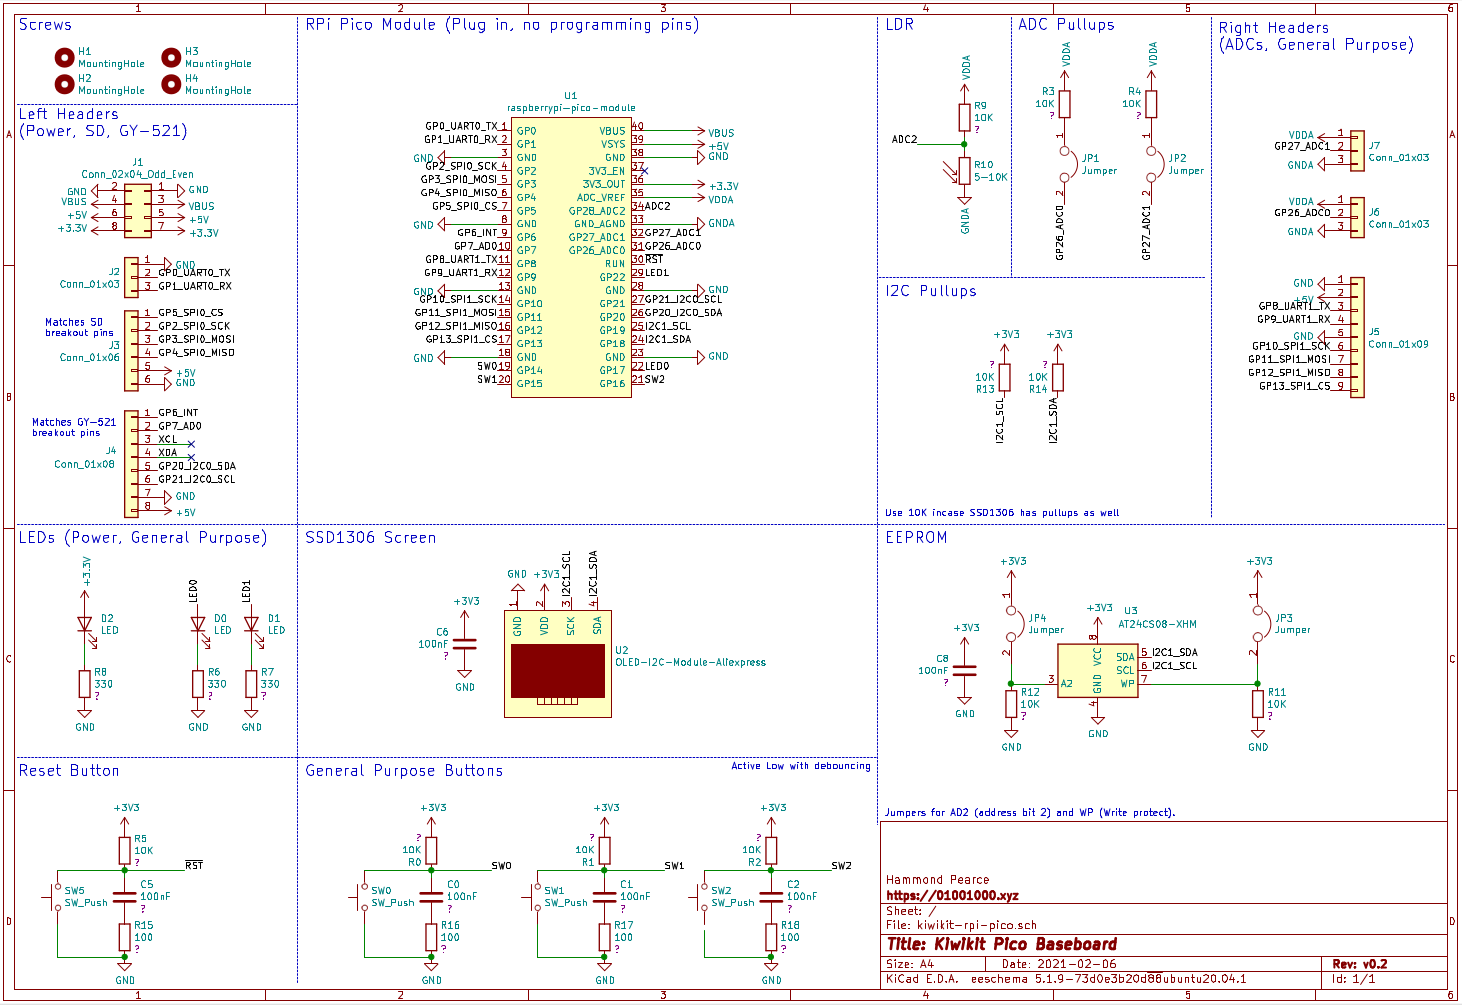 1 2 3 4 5 6
A
B
C
D
Screws
H1
MountingHole
H3
MountingHole
H2
MountingHole
H4
MountingHole
Left Headers
(Power, SD, GY-521)
J1
Conn_02x04_Odd_Even
GND 2 1 GND
VBUS 4 3 VBUS
+5V 6 5 +5V
+3.3V 8 7 +3.3V
J2
Conn_01x03
1 GND
2 GP0_UART0_TX
3 GP1_UART0_RX
Matches SD
breakout pins
J3
Conn_01x06
1 GP5_SPI0_CS
2 GP2_SPI0_SCK
3 GP3_SPI0_MOSI
4 GP4_SPI0_MISO
5 +5V
6 GND
Matches GY-521
breakout pins
J4
Conn_01x08
1 GP6_INT
2 GP7_AD0
3 XCL
4 XDA
5 GP20_I2C0_SDA
6 GP21_I2C0_SCL
7 GND
8 +5V
RPi Pico Module (Plug in, no programming pins)
U1
raspberrypi-pico-module
GP0_UART0_TX 1 GP0 VBUS 40 VBUS
GP1_UART0_RX 2 GP1 VSYS 39 +5V
GND 3 GND GND 38 GND
GP2_SPI0_SCK 4 GP2 3V3_EN 37
GP3_SPI0_MOSI 5 GP3 3V3_OUT 36 +3.3V
GP4_SPI0_MISO 6 GP4 ADC_VREF 35 VDDA
GP5_SPI0_CS 7 GP5 GP28_ADC2 34 ADC2
GND 8 GND GND_AGND 33 GNDA
GP6_INT 9 GP6 GP27_ADC1 32 GP27_ADC1
GP7_AD0 10 GP7 GP26_ADC0 31 GP26_ADC0
GP8_UART1_TX 11 GP8 RUN 30 RST
GP9_UART1_RX 12 GP9 GP22 29 LED1
GND 13 GND GND 28 GND
GP10_SPI1_SCK 14 GP10 GP21 27 GP21_I2C0_SCL
GP11_SPI1_MOSI 15 GP11 GP20 26 GP20_I2C0_SDA
GP12_SPI1_MISO 16 GP12 GP19 25 I2C1_SCL
GP13_SPI1_CS 17 GP13 GP18 24 I2C1_SDA
GND 18 GND GND 23 GND
SW0 19 GP14 GP17 22 LED0
SW1 20 GP15 GP16 21 SW2
LDR
VDDA
R9
10K
?
ADC2
R10
5-10K
GNDA
ADC Pullups
VDDA
R3
10K
?
1
JP1
Jumper
2
GP26_ADC0
VDDA
R4
10K
?
1
JP2
Jumper
2
GP27_ADC1
Right Headers
(ADCs, General Purpose)
VDDA 1
GP27_ADC1 2
GNDA 3
J7
Conn_01x03
VDDA 1
GP26_ADC0 2
GNDA 3
J6
Conn_01x03
GND 1
+5V 2
GP8_UART1_TX 3
GP9_UART1_RX 4
GND 5
GP10_SPI1_SCK 6
GP11_SPI1_MOSI 7
GP12_SPI1_MISO 8
GP13_SPI1_CS 9
J5
Conn_01x09
I2C Pullups
+3V3
?
10K
R13
I2C1_SCL
+3V3
?
10K
R14
I2C1_SDA
Use 10K incase SSD1306 has pullups as well
LEDs (Power, General Purpose)
+3.3V
D2
LED
R8
330
?
GND
LED0
D0
LED
R6
330
?
GND
LED1
D1
LED
R7
330
?
GND
SSD1306 Screen
+3V3
C6
100nF
?
GND
GND +3V3 I2C1_SCL I2C1_SDA
1 2 3 4
GND VDD SCK SDA
U2
OLED-I2C-Module-Aliexpress
EEPROM
+3V3
C8
100nF
?
GND
+3V3
1
JP4
Jumper
2
R12
10K
?
GND
+3V3
U3
AT24CS08-XHM
8
VCC
3 A2
SDA 5 I2C1_SDA
SCL 6 I2C1_SCL
WP 7
GND
4
GND
+3V3
1
JP3
Jumper
2
R11
10K
?
GND
Jumpers for AD2 (address bit 2) and WP (Write protect).
Reset Button
+3V3
R5
10K
?
RST
SW5
SW_Push
C5
100nF
?
R15
100
?
GND
General Purpose Buttons
Active Low with debouncing
+3V3
?
10K
R0
SW0
SW0
SW_Push
C0
100nF
?
R16
100
?
GND
+3V3
?
10K
R1
SW1
SW1
SW_Push
C1
100nF
?
R17
100
?
GND
+3V3
?
10K
R2
SW2
SW2
SW_Push
C2
100nF
?
R18
100
?
GND
Hammond Pearce
https://01001000.xyz
Sheet: /
File: kiwikit-rpi-pico.sch
Title: Kiwikit Pico Baseboard
Size: A4 Date: 2021-02-06 Rev: v0.2
KiCad E.D.A. eeschema 5.1.9-73d0e3b20d88ubuntu20.04.1 Id: 1/1
A
B
C
D
1 2 3 4 5 6